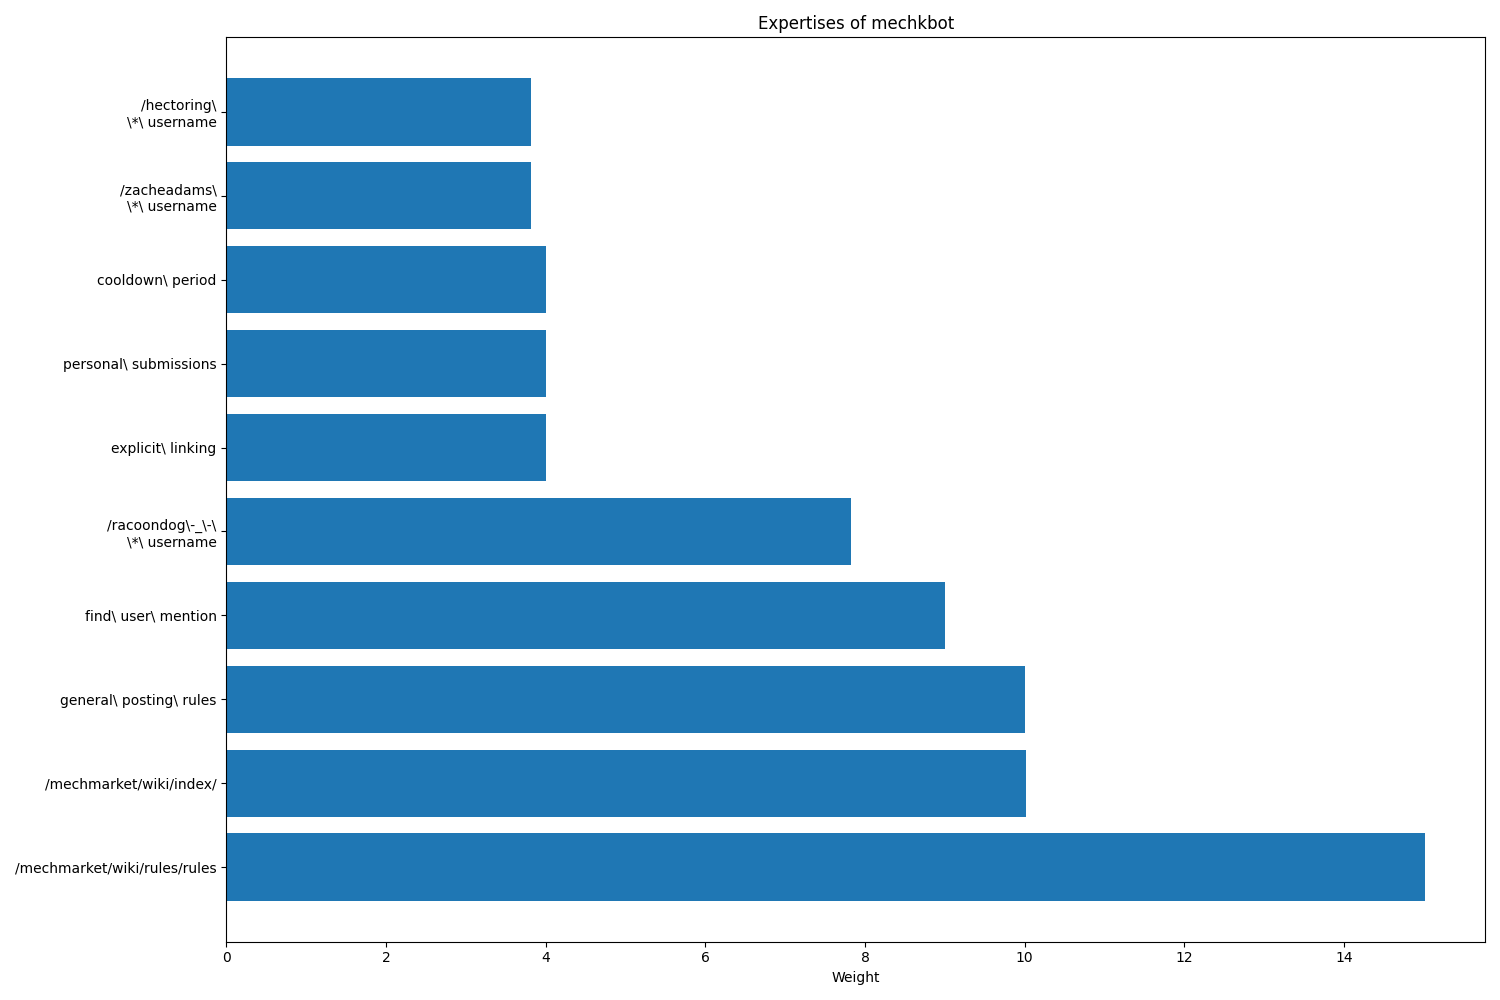 Expertises of mechkbot
/hectoring\
\*\ username
/zacheadams\
\*\ username
cooldown\ period
personal\ submissions
explicit\ linking
/racoondog\-_\-\
\*\ username
find\ user\ mention
general\ posting\ rules
/mechmarket/wiki/index/
/mechmarket/wiki/rules/rules
0 2 4 6 8 10 12 14
Weight